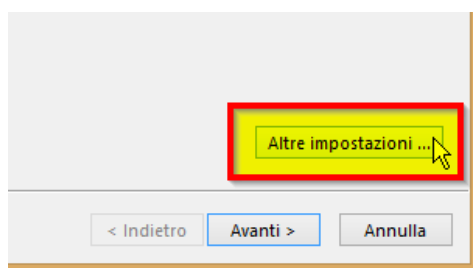 Altre impostazioni ...
< Indietro Avanti > Annulla